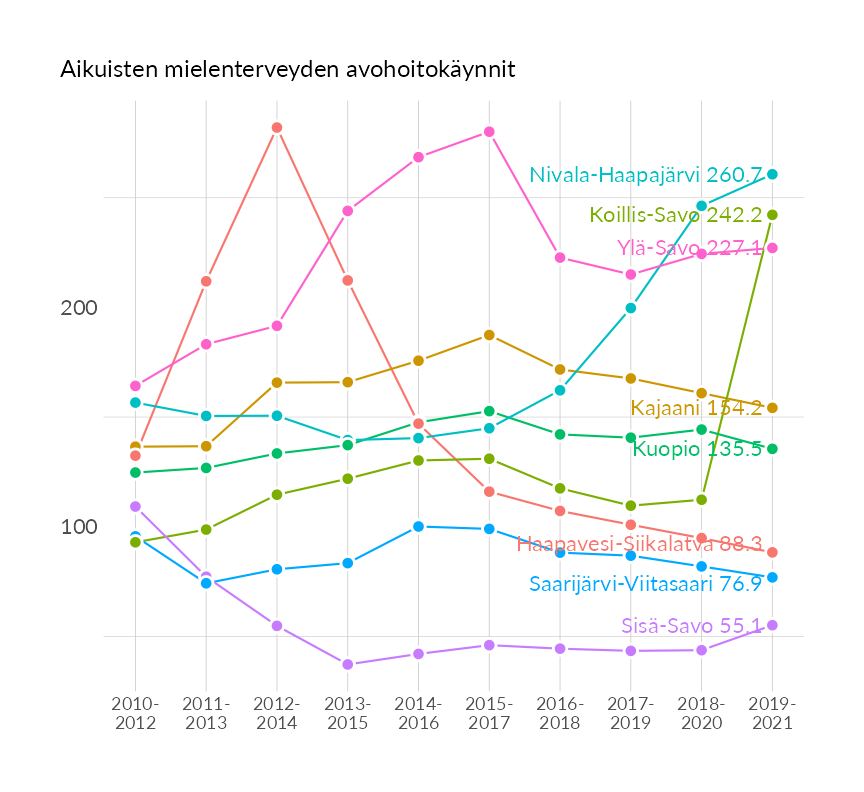 Aikuisten mielenterveyden avohoitokäynnit
Nivala-Haapajärvi 260.7
Koillis-Savo 242.2
Ylä-Savo 227.1
200
Kajaani 154.2
Kuopio 135.5
100
Haapavesi-Siikalatva 88.3
Saarijärvi-Viitasaari 76.9
Sisä-Savo 55.1
2010- 2011- 2012- 2013- 2014- 2015- 2016- 2017- 2018- 2019-
2012 2013 2014 2015 2016 2017 2018 2019 2020 2021